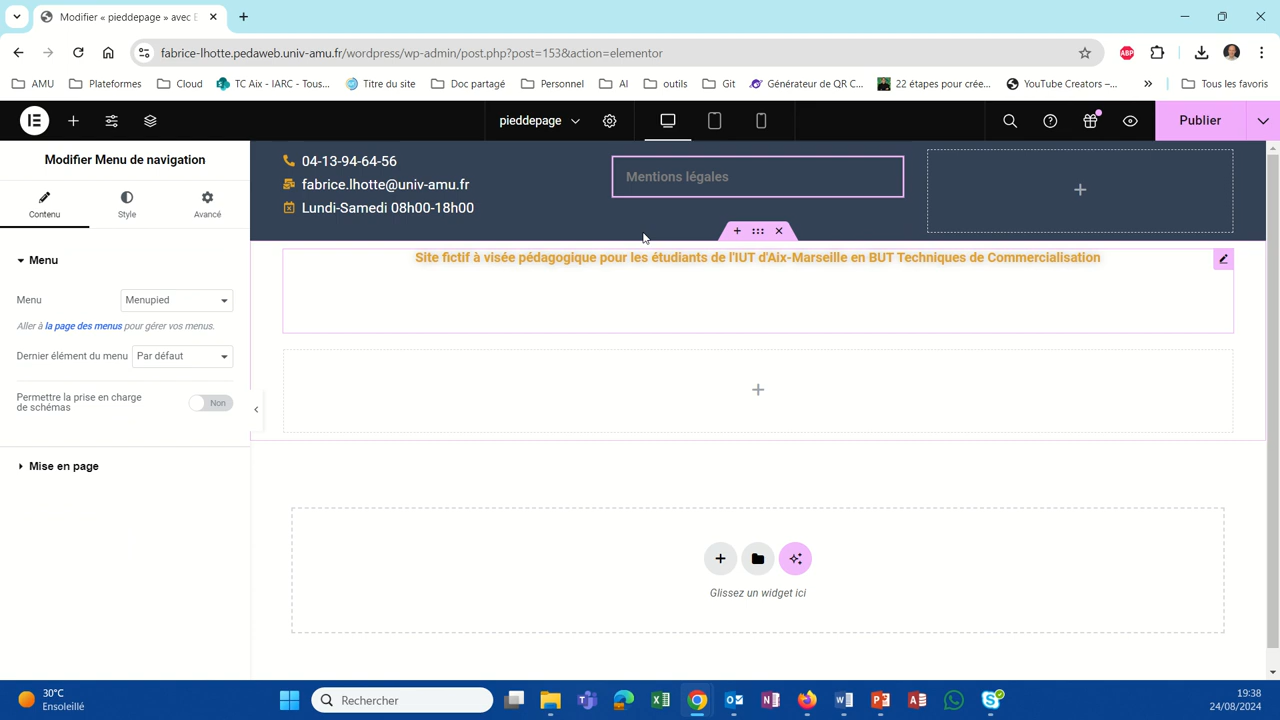 Modifier « pieddepage » avec E
fabrice-lhotte.pedaweb.univ-amu.fr/wordpress/wp-admin/post.php?post=153&action=elementor
ABP
AMU
Plateformes
Cloud
TC Aix - IARC - Tous...
Titre du site
Doc partagé
Personnel
AI
outils
Git
Générateur de QR C...
22 étapes pour crée...
YouTube Creators –...
»
Tous les favoris
pieddepage
Publier
Modifier Menu de navigation
Contenu
Style
Avancé
Menu
Menu
Menupied
Aller à la page des menus pour gérer vos menus.
Dernier élément du menu
Par défaut
Permettre la prise en charge
de schémas
Non
Mise en page
04-13-94-64-56
fabrice.lhotte@univ-amu.fr
Lundi-Samedi 08h00-18h00
Mentions légales
Site fictif à visée pédagogique pour les étudiants de l'IUT d'Aix-Marseille en BUT Techniques de Commercialisation
Glissez un widget ici
30°C
Ensoleillé
Rechercher
19:38
24/08/2024